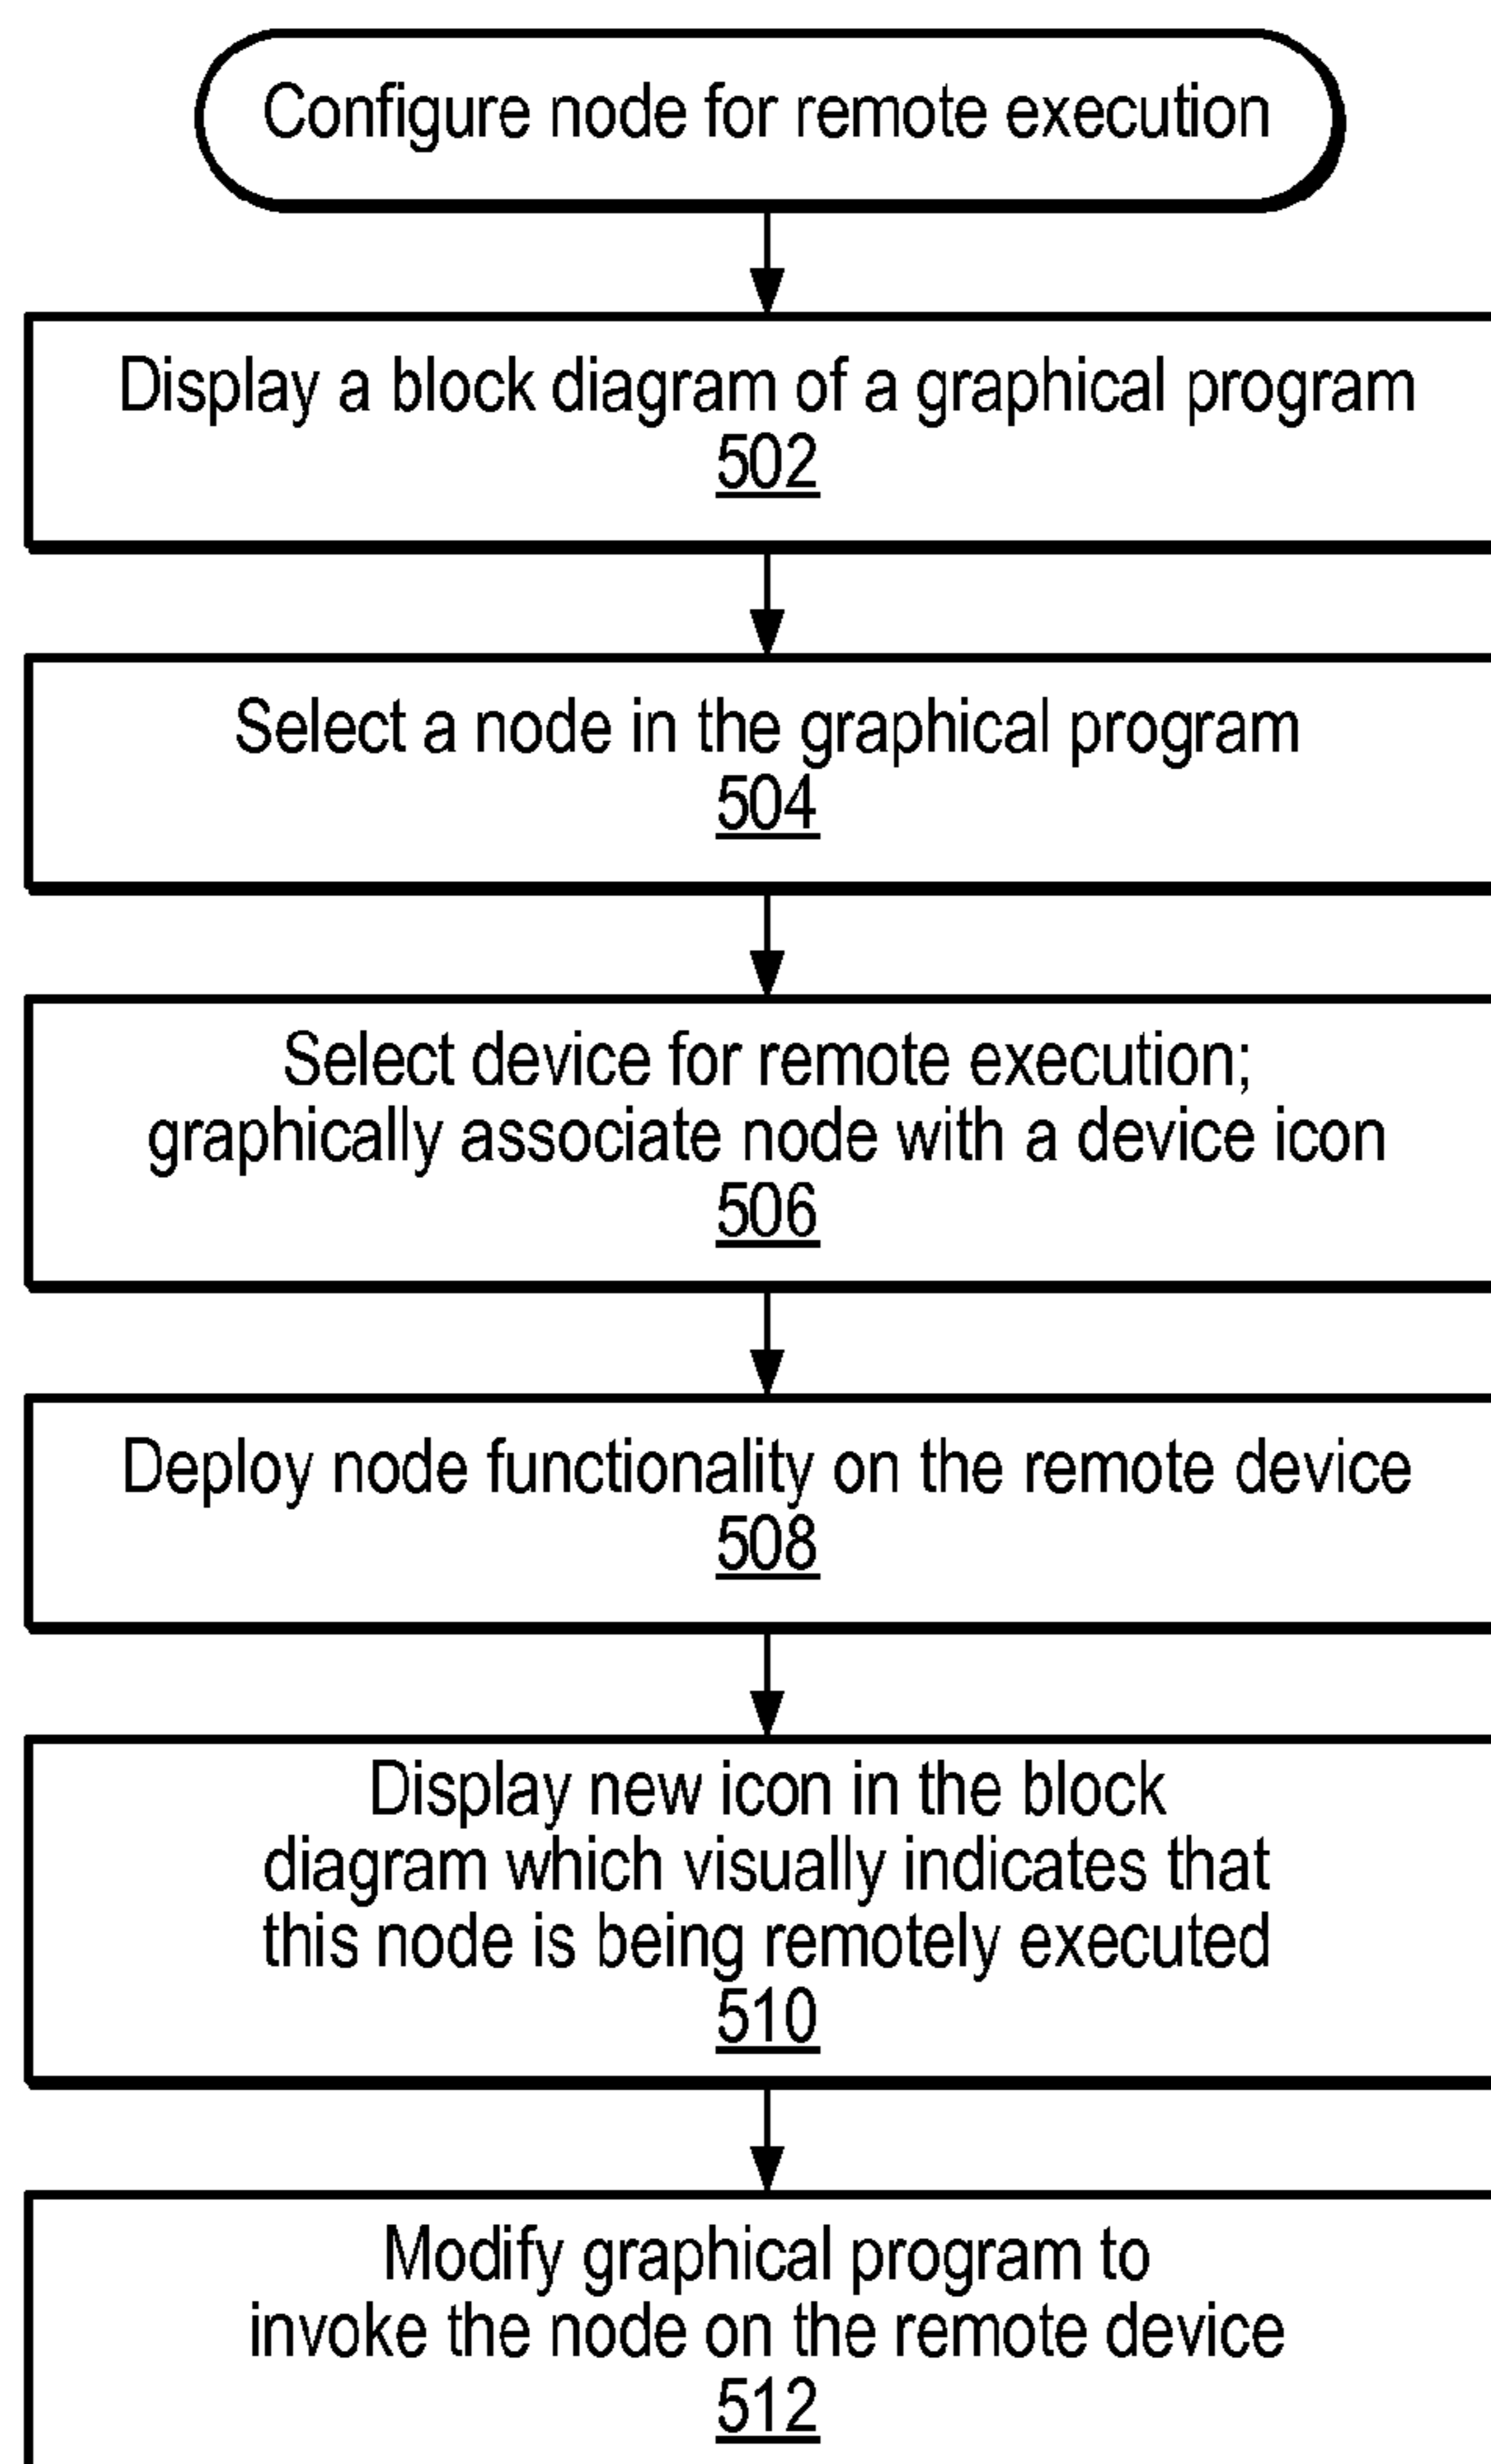 Configure node for remote execution
Display a block diagram of a graphical program
502
Select a node in the graphical program
504
Select device for remote execution;
graphically associate node with a device icon
506
Deploy node functionality on the remote device
508
Display new icon in the block
diagram which visually indicates that
this node is being remotely executed
510
Modify graphical program to
invoke the node on the remote device
512